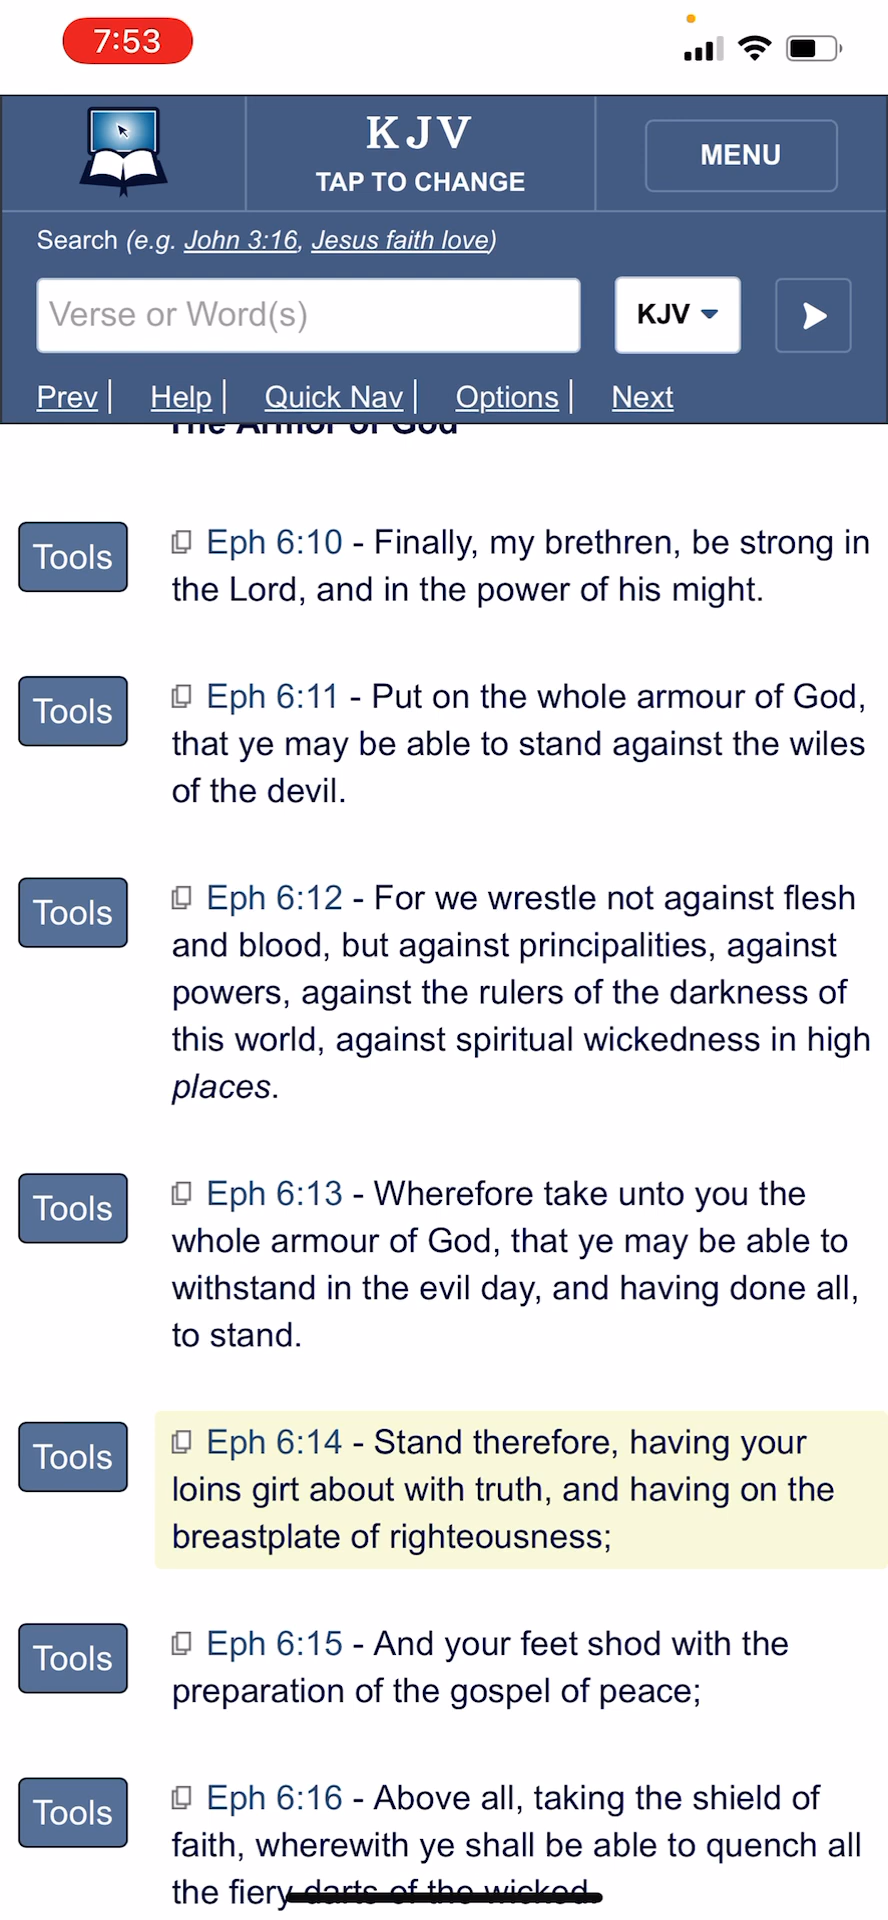 7:53
KJV
TAP TO CHANGE
MENU
Search (e.g. John 3:16, Jesus faith love)
Verse or Word(s)
KJV
Prev | Help | Quick Nav | Options | Next
The Armor of God
Tools
Eph 6:10 - Finally, my brethren, be strong in
the Lord, and in the power of his might.
Tools
Eph 6:11 - Put on the whole armour of God,
that ye may be able to stand against the wiles
of the devil.
Tools
Eph 6:12 - For we wrestle not against flesh
and blood, but against principalities, against
powers, against the rulers of the darkness of
this world, against spiritual wickedness in high
places.
Tools
Eph 6:13 - Wherefore take unto you the
whole armour of God, that ye may be able to
withstand in the evil day, and having done all,
to stand.
Tools
Eph 6:14 - Stand therefore, having your
loins girt about with truth, and having on the
breastplate of righteousness;
Tools
Eph 6:15 - And your feet shod with the
preparation of the gospel of peace;
Tools
Eph 6:16 - Above all, taking the shield of
faith, wherewith ye shall be able to quench all
the fiery darts of the wicked.